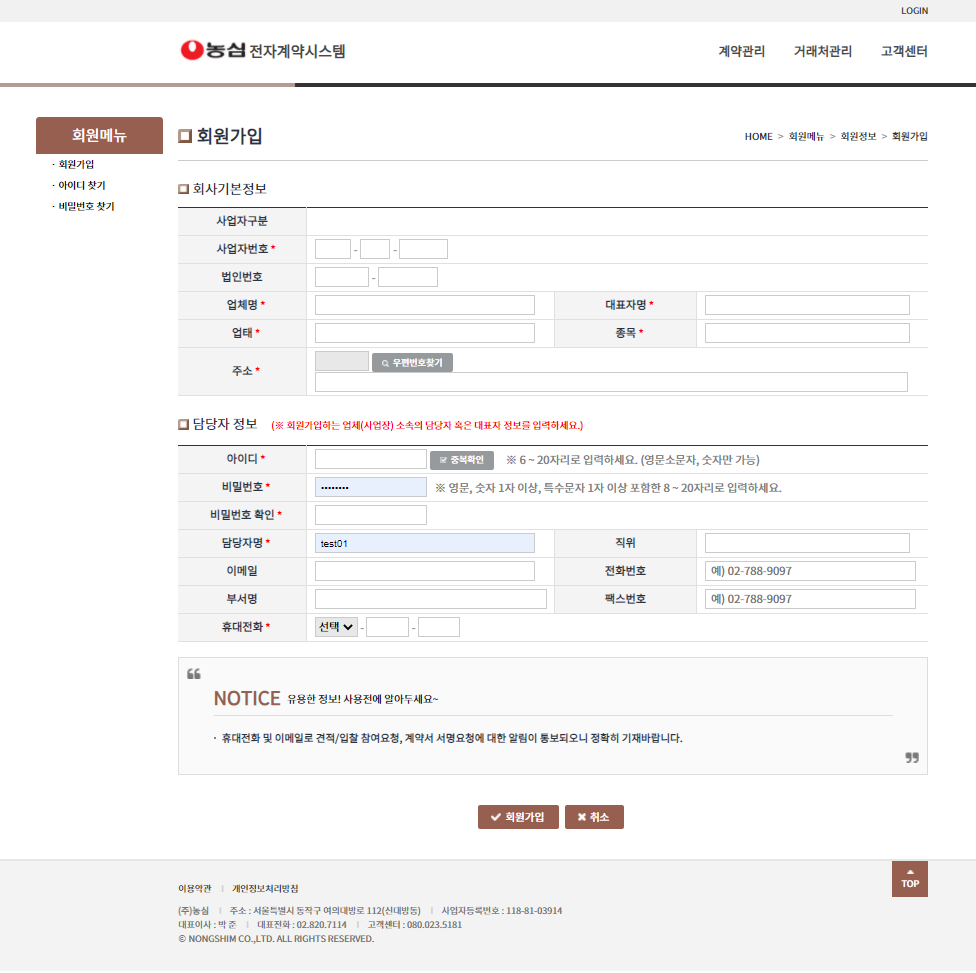 LOGIN
농심 전자계약시스템
계약관리 거래처관리 고객센터
회원메뉴
· 회원가입
· 아이디 찾기
· 비밀번호 찾기
회원가입
HOME > 회원메뉴 > 회원정보 > 회원가입
회사기본정보
사업자구분
사업자번호 *
- -
법인번호
-
업체명 * 대표자명 *
업태 * 종목 *
주소 * 우편번호찾기
담당자 정보 (※ 회원가입하는 업체(사업장) 소속의 담당자 혹은 대표자 정보를 입력하세요.)
아이디 * 중복확인 ※ 6 ~ 20자리로 입력하세요. (영문소문자, 숫자만 가능)
비밀번호 * ········ ※ 영문, 숫자 1자 이상, 특수문자 1자 이상 포함한 8 ~ 20자리로 입력하세요.
비밀번호 확인 *
담당자명 * test01 직위
이메일 전화번호 예) 02-788-9097
부서명 팩스번호 예) 02-788-9097
휴대전화 * 선택 - -
❝
NOTICE 유용한 정보! 사용전에 알아두세요~
· 휴대전화 및 이메일로 견적/입찰 참여요청, 계약서 서명요청에 대한 알림이 통보되오니 정확히 기재바랍니다.
❞
회원가입 취소
TOP
이용약관 | 개인정보처리방침
(주)농심 | 주소 : 서울특별시 동작구 여의대방로 112(신대방동) | 사업자등록번호 : 118-81-03914
대표이사 : 박 준 | 대표전화 : 02.820.7114 | 고객센터 : 080.023.5181
© NONGSHIM CO.,LTD. ALL RIGHTS RESERVED.